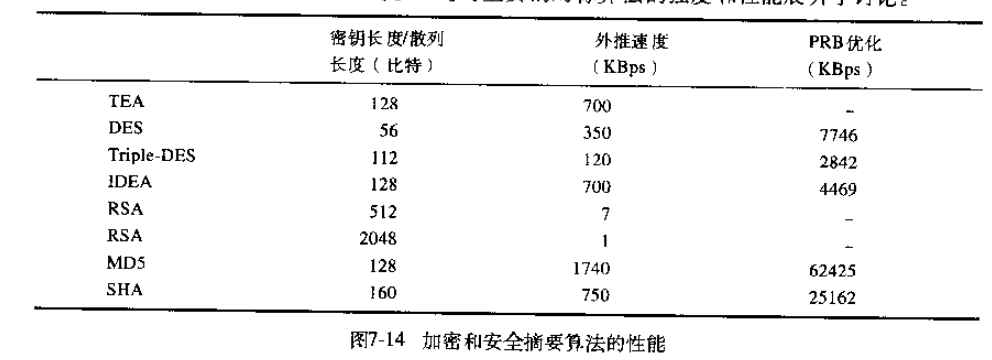 密钥长度/散列 外推速度 PRB优化
长度（比特） （KBps） （KBps）
TEA 128 700 –
DES 56 350 7746
Triple-DES 112 120 2842
IDEA 128 700 4469
RSA 512 7 –
RSA 2048 1 –
MD5 128 1740 62425
SHA 160 750 25162
图7-14 加密和安全摘要算法的性能